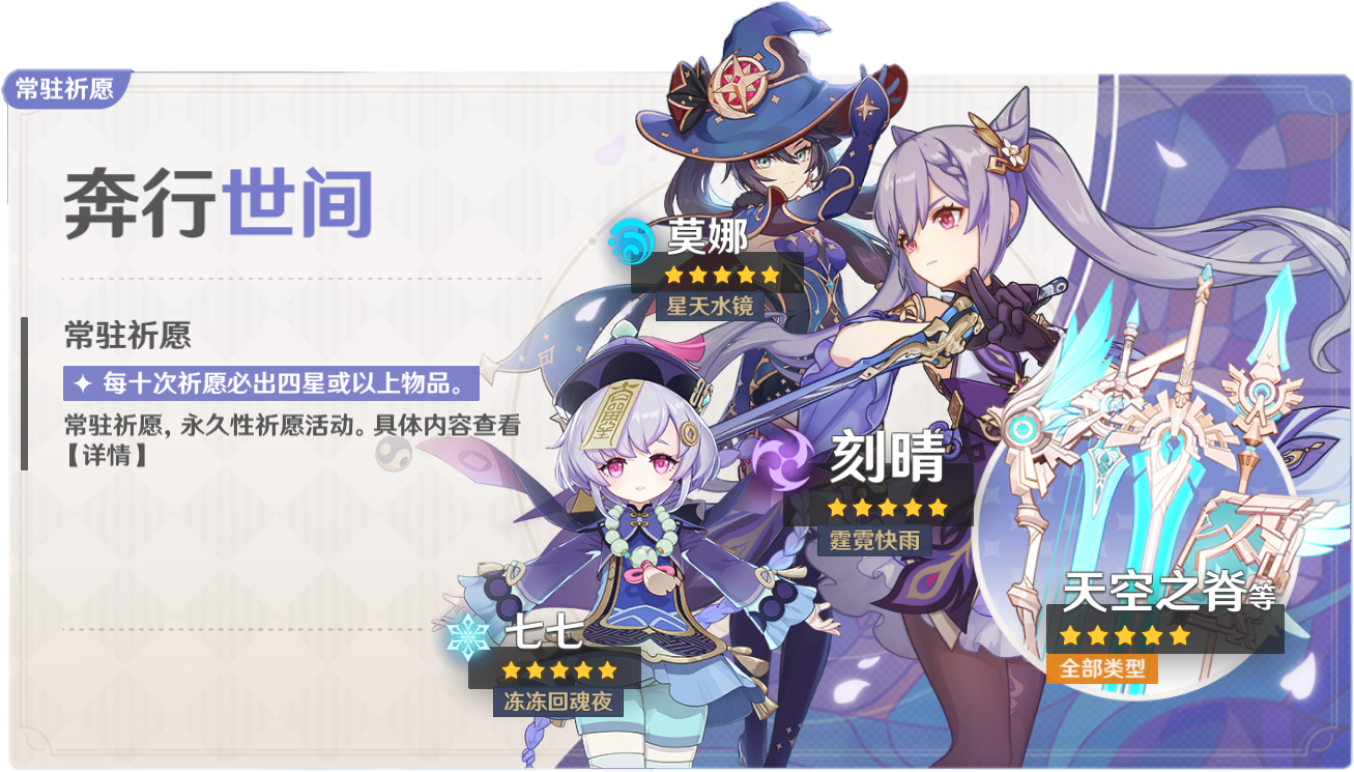 常驻祈愿
奔行世间
常驻祈愿
每十次祈愿必出四星或以上物品。
常驻祈愿，永久性祈愿活动。具体内容查看
【详情】
莫娜
星天水镜
刻晴
霆霓快雨
七七
冻冻回魂夜
天空之脊等
全部类型